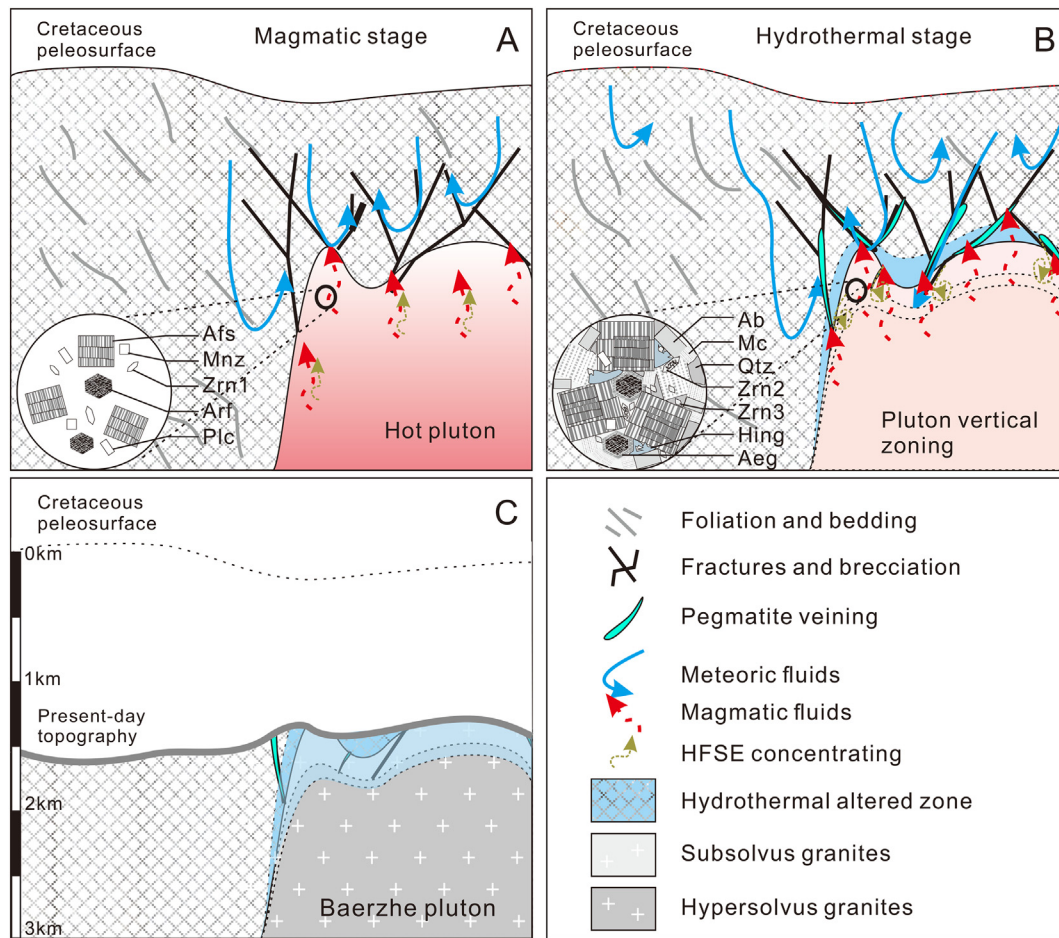 Cretaceous
peleosurface
Magmatic stage
A
Afs
Mnz
Zrn1
Arf
Plc
Hot pluton
Cretaceous
peleosurface
Hydrothermal stage
B
Ab
Mc
Qtz
Zrn2
Zrn3
Hing
Aeg
Pluton vertical
zoning
Cretaceous
peleosurface
C
0km
1km
Present-day
topography
2km
3km
Baerzhe pluton
Foliation and bedding
Fractures and brecciation
Pegmatite veining
Meteoric fluids
Magmatic fluids
HFSE concentrating
Hydrothermal altered zone
Subsolvus granites
Hypersolvus granites